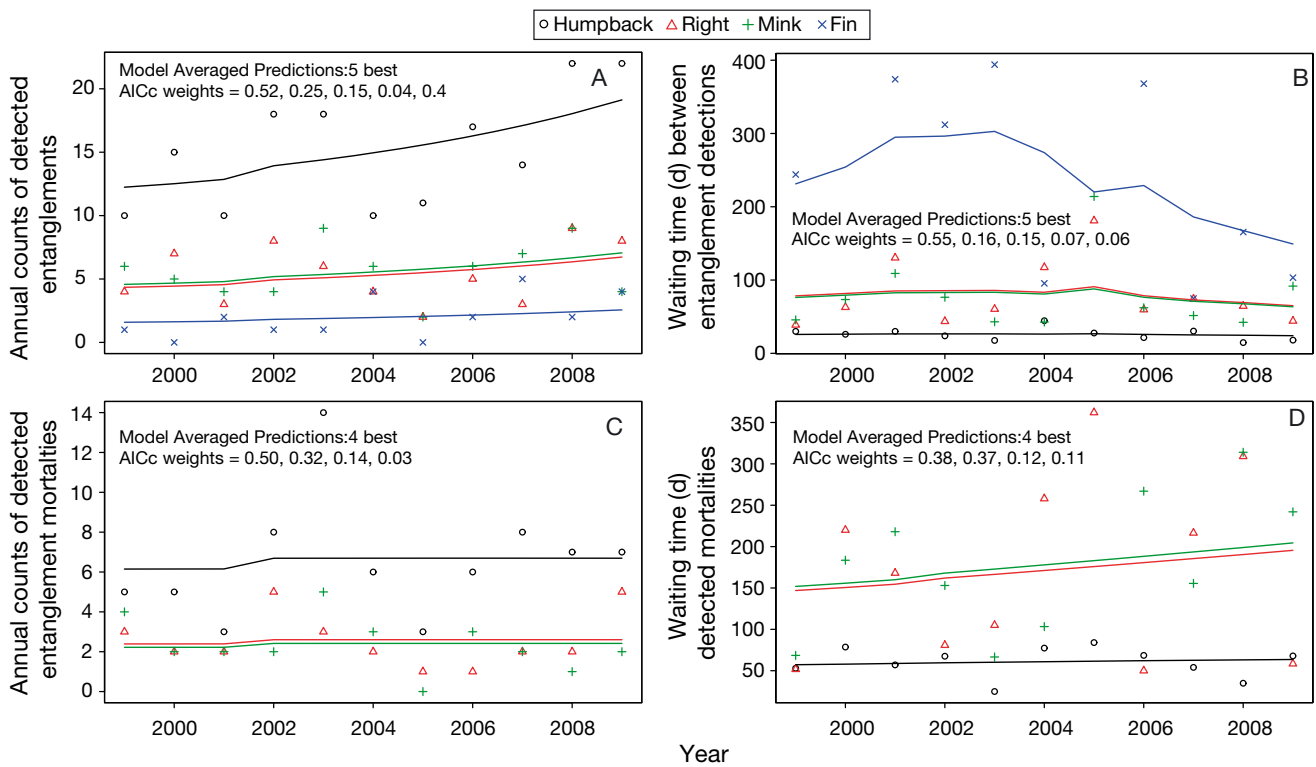 Humpback Right Mink Fin
A
Model Averaged Predictions:5 best
AICc weights = 0.52, 0.25, 0.15, 0.04, 0.4
Annual counts of detected
entanglements
20
15
10
5
0
2000 2002 2004 2006 2008
B
Model Averaged Predictions:5 best
AICc weights = 0.55, 0.16, 0.15, 0.07, 0.06
Waiting time (d) between
entanglement detections
400
300
200
100
0
2000 2002 2004 2006 2008
C
Model Averaged Predictions:4 best
AICc weights = 0.50, 0.32, 0.14, 0.03
Annual counts of detected
entanglement mortalties
14
12
10
8
6
4
2
0
2000 2002 2004 2006 2008
D
Model Averaged Predictions:4 best
AICc weights = 0.38, 0.37, 0.12, 0.11
Waiting time (d)
detected mortalities
350
300
250
200
150
100
50
2000 2002 2004 2006 2008
Year